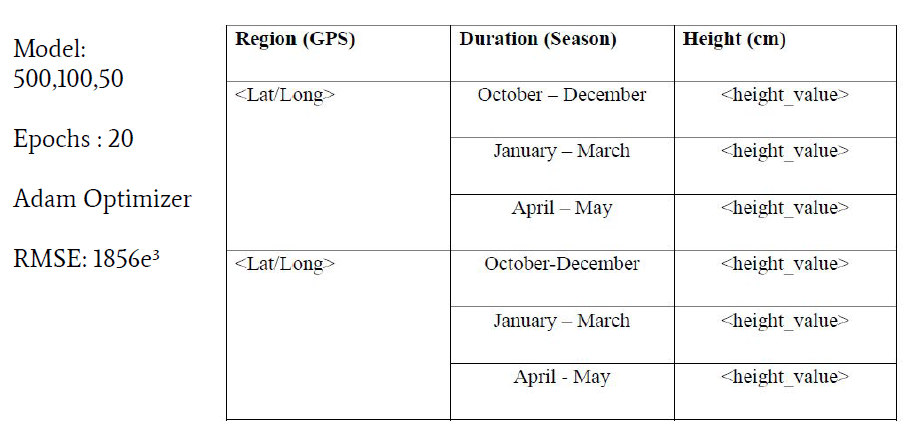 Model:
500,100,50
Epochs : 20
Adam Optimizer
RMSE: 1856e³
Region (GPS) Duration (Season) Height (cm)
<Lat/Long> October – December <height_value>
January – March <height_value>
April – May <height_value>
<Lat/Long> October-December <height_value>
January – March <height_value>
April - May <height_value>